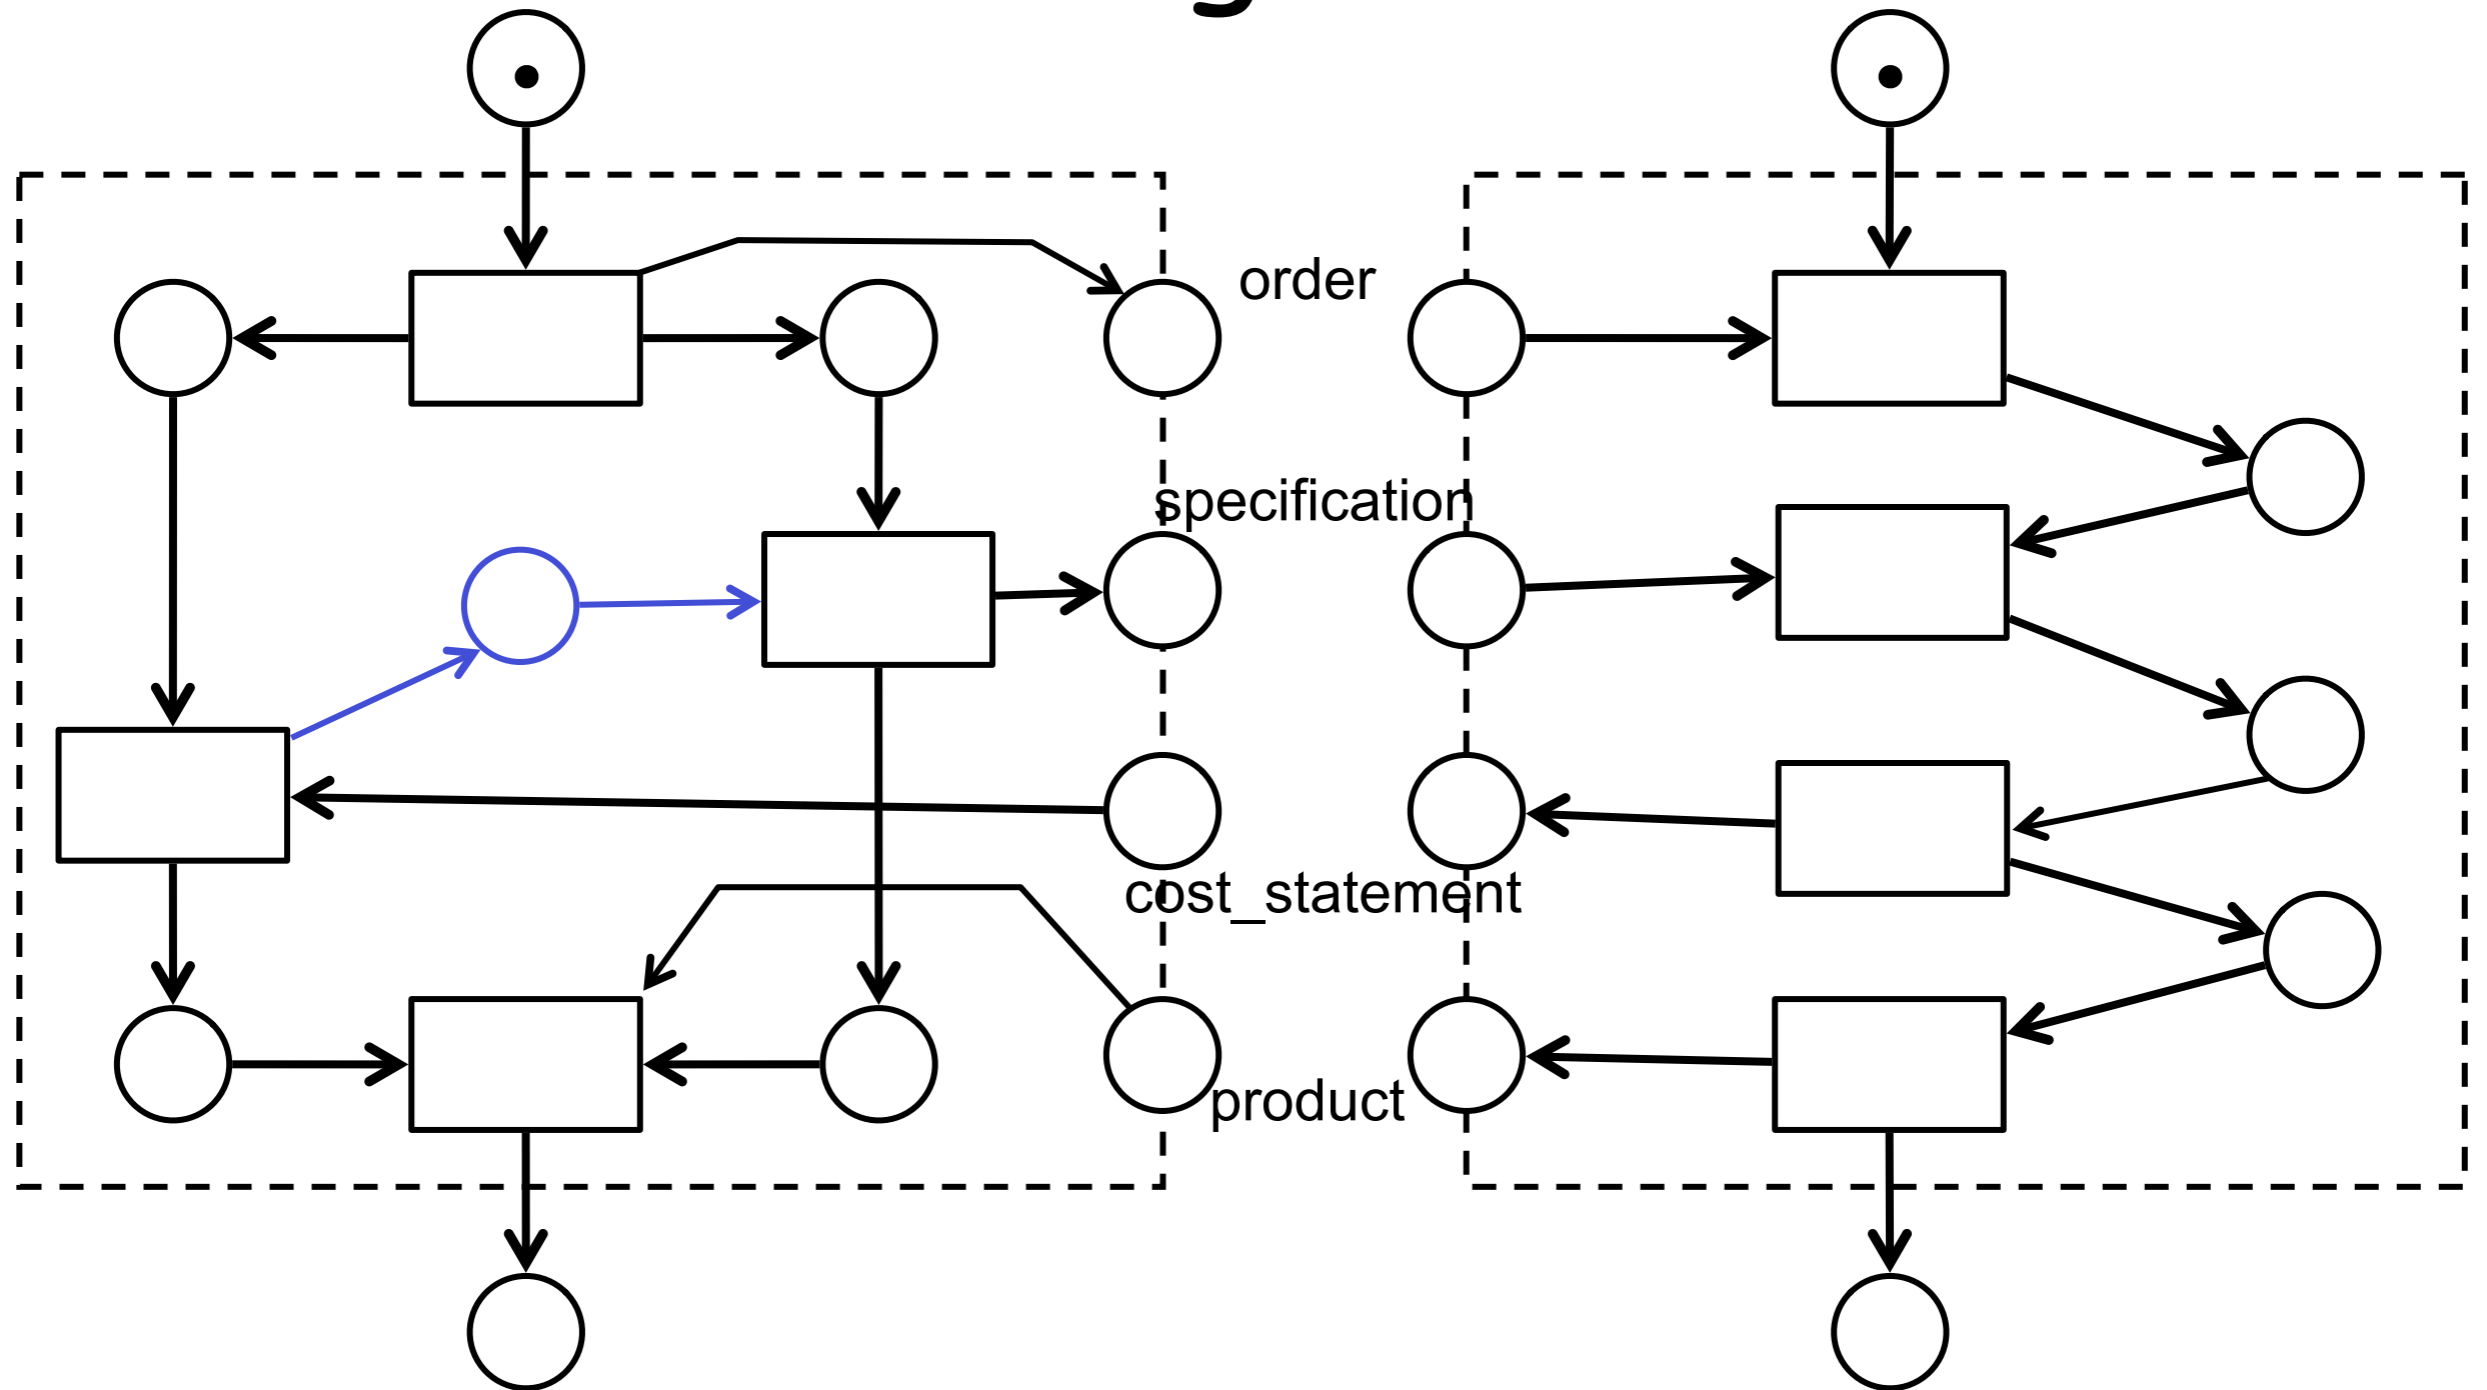 order
specification
cost_statement
product